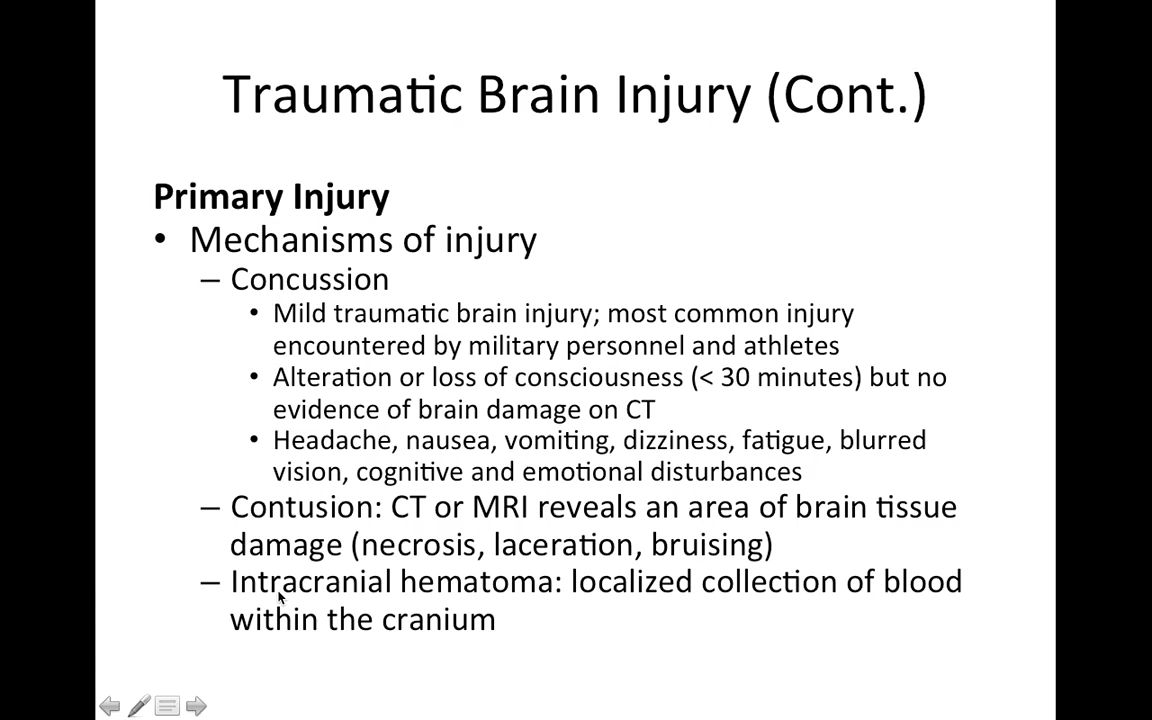 Traumatic Brain Injury (Cont.)
Primary Injury
• Mechanisms of injury
– Concussion
• Mild traumatic brain injury; most common injury
encountered by military personnel and athletes
• Alteration or loss of consciousness (< 30 minutes) but no
evidence of brain damage on CT
• Headache, nausea, vomiting, dizziness, fatigue, blurred
vision, cognitive and emotional disturbances
– Contusion: CT or MRI reveals an area of brain tissue
damage (necrosis, laceration, bruising)
– Intracranial hematoma: localized collection of blood
within the cranium